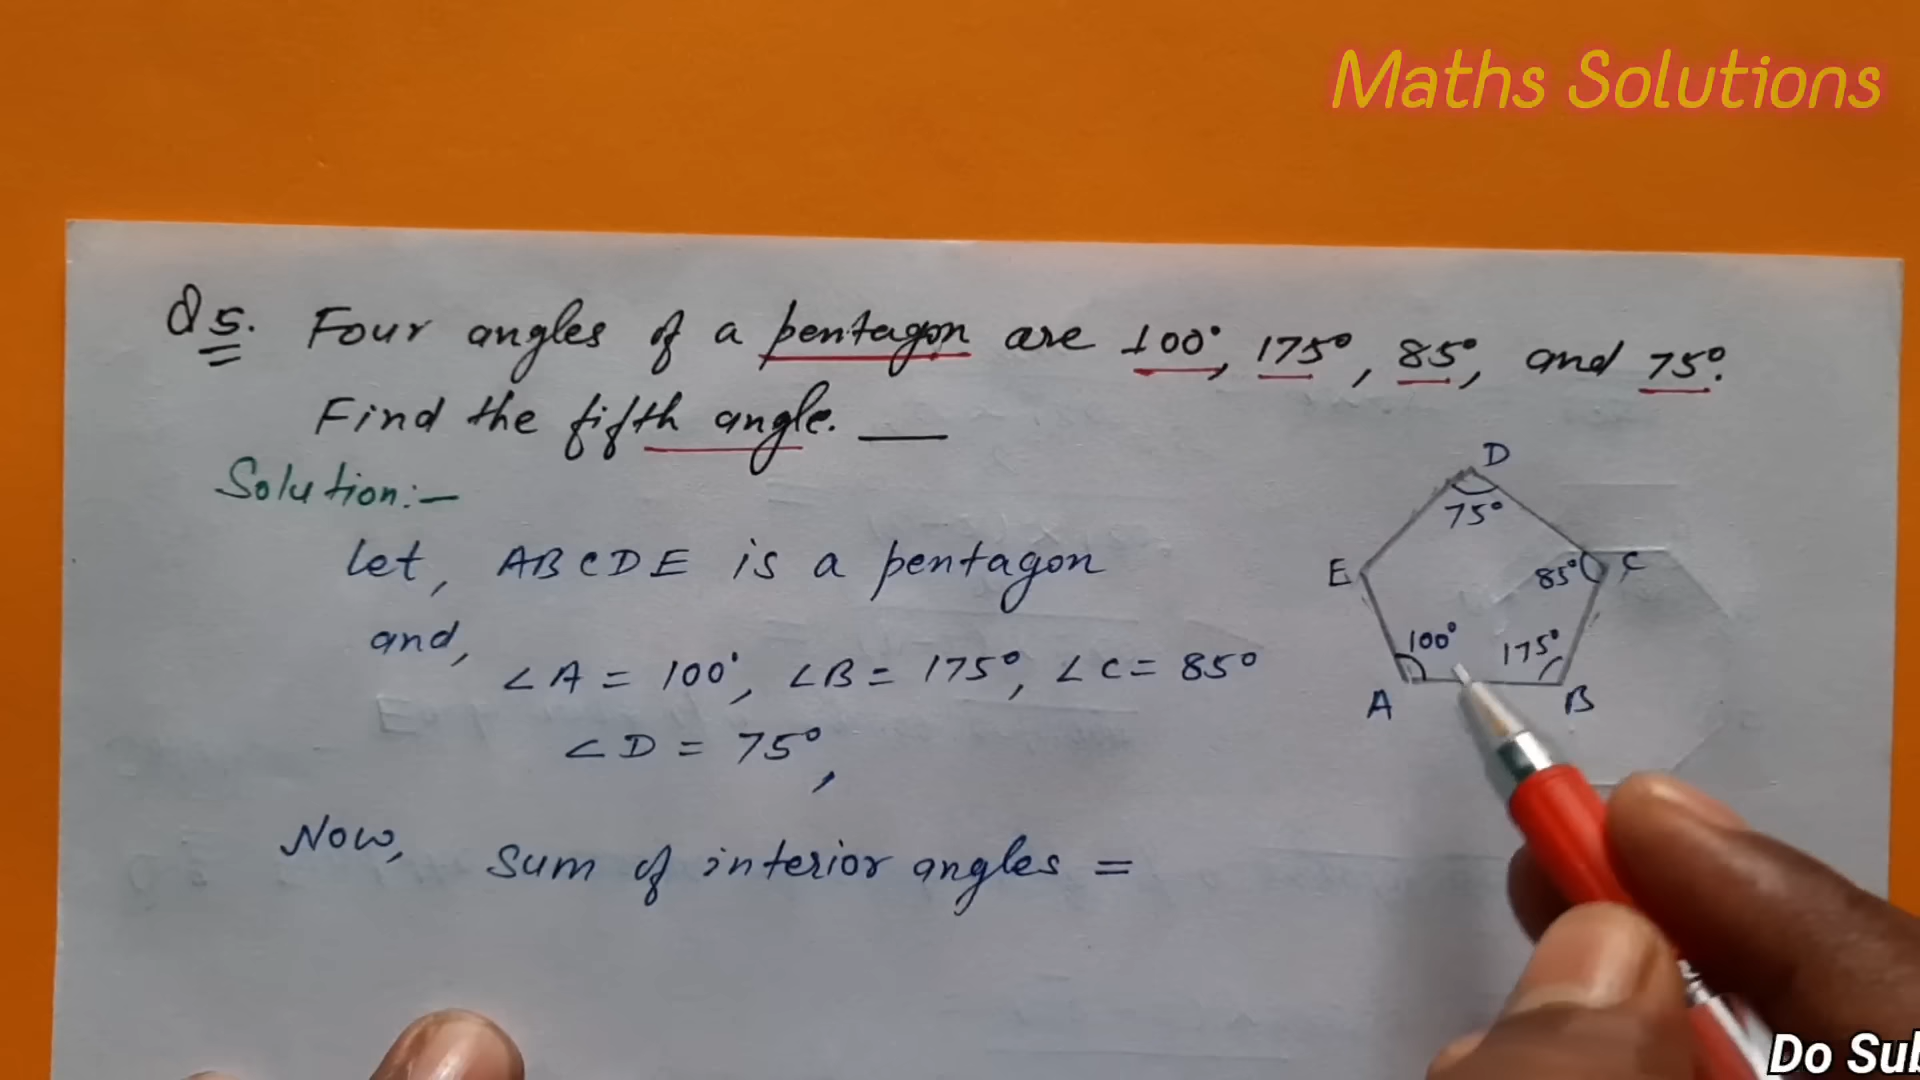 Maths Solutions
Q5. Four angles of a pentagon are 100°, 175°, 85°, and 75°.
Find the fifth angle. ___
Solution:-
Let, ABCDE is a pentagon
and,
∠A = 100°, ∠B = 175°, ∠C = 85°
∠D = 75°,
Now, Sum of interior angles =
D
75°
E
85°
C
100°
175°
A
B
Do Sub